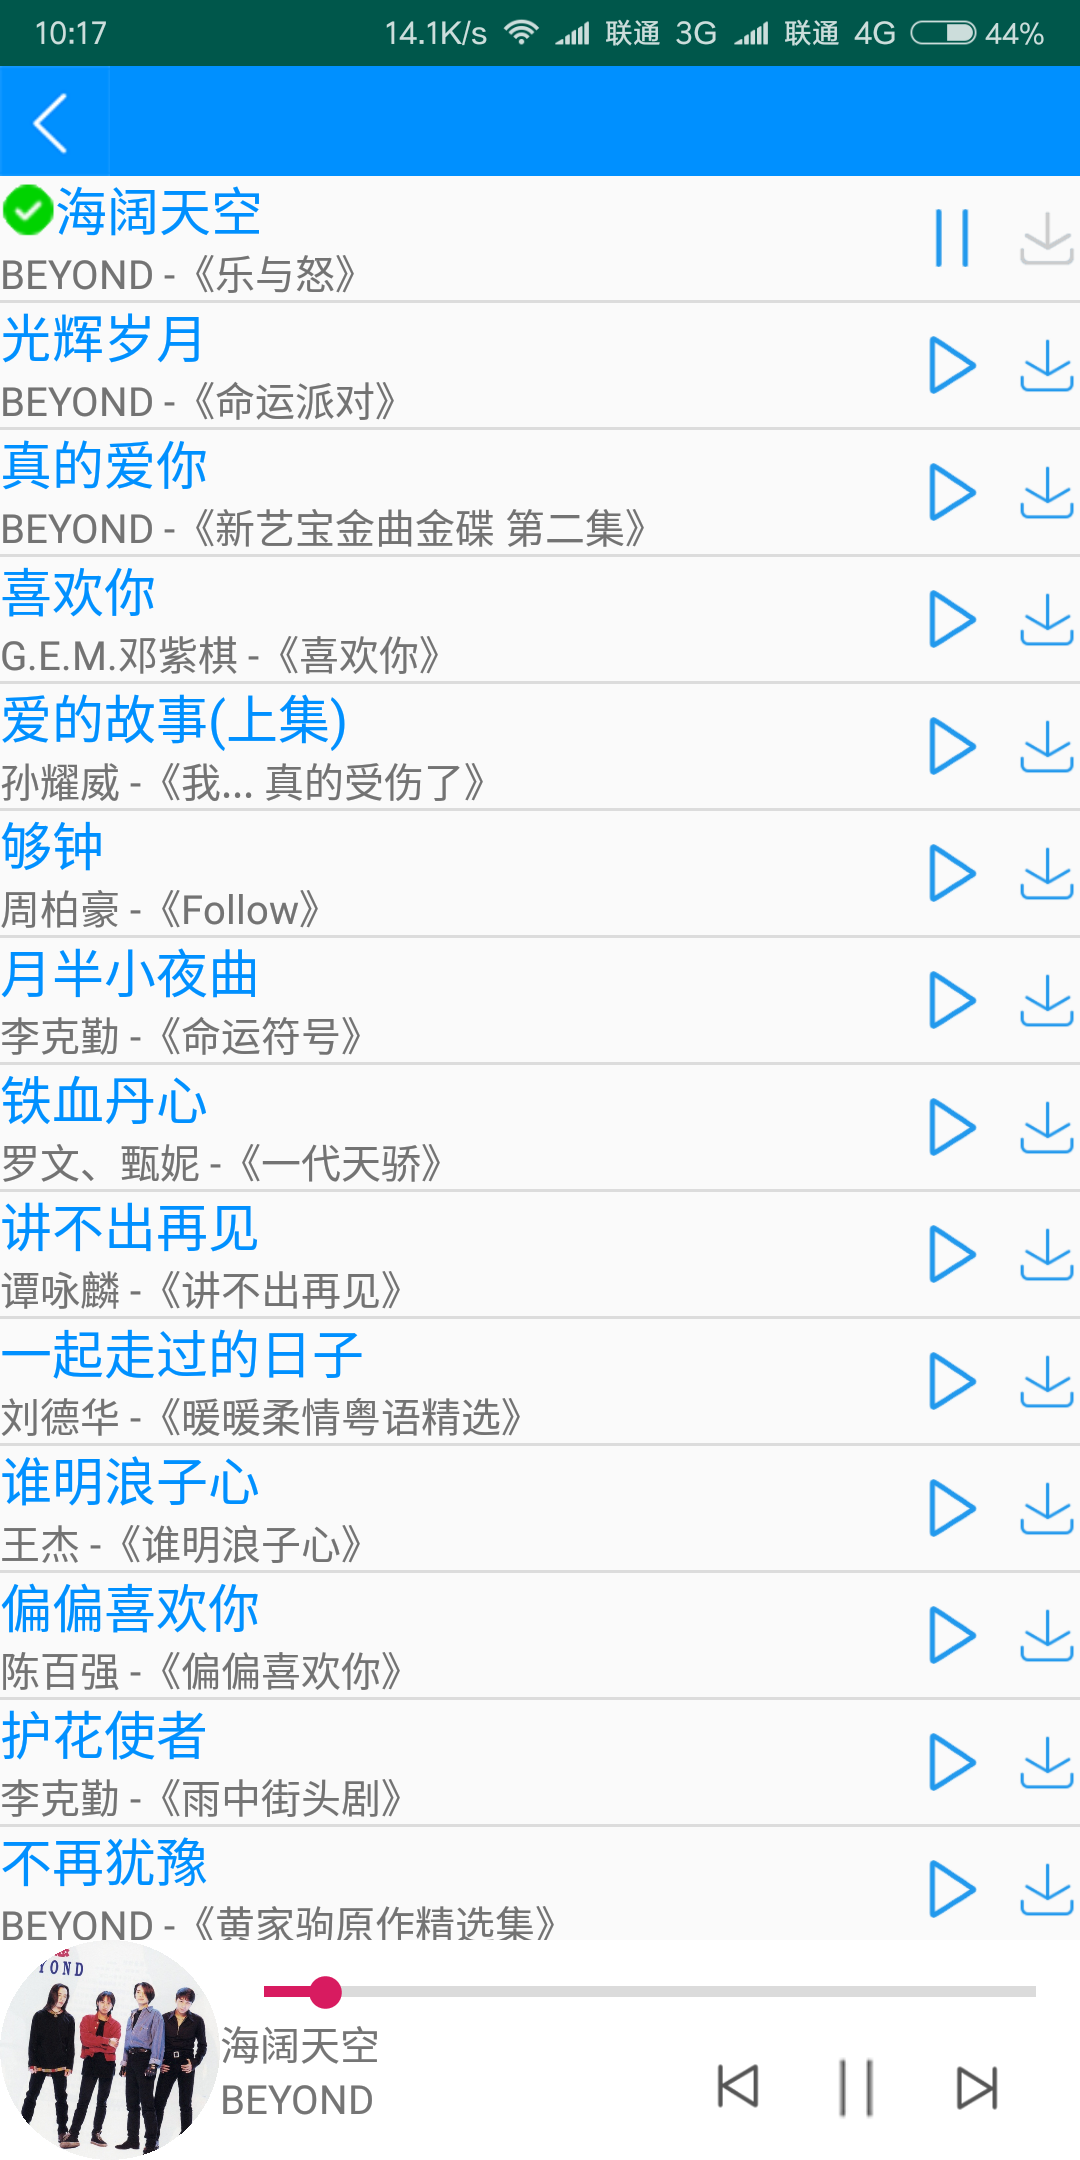 10:17 14.1K/s 联通 3G 联通 4G 44%
海阔天空
BEYOND -《乐与怒》
光辉岁月
BEYOND -《命运派对》
真的爱你
BEYOND -《新艺宝金曲金碟 第二集》
喜欢你
G.E.M.邓紫棋 -《喜欢你》
爱的故事(上集)
孙耀威 -《我... 真的受伤了》
够钟
周柏豪 -《Follow》
月半小夜曲
李克勤 -《命运符号》
铁血丹心
罗文、甄妮 -《一代天骄》
讲不出再见
谭咏麟 -《讲不出再见》
一起走过的日子
刘德华 -《暖暖柔情粤语精选》
谁明浪子心
王杰 -《谁明浪子心》
偏偏喜欢你
陈百强 -《偏偏喜欢你》
护花使者
李克勤 -《雨中街头剧》
不再犹豫
BEYOND -《黄家驹原作精选集》
YOND
海阔天空
BEYOND